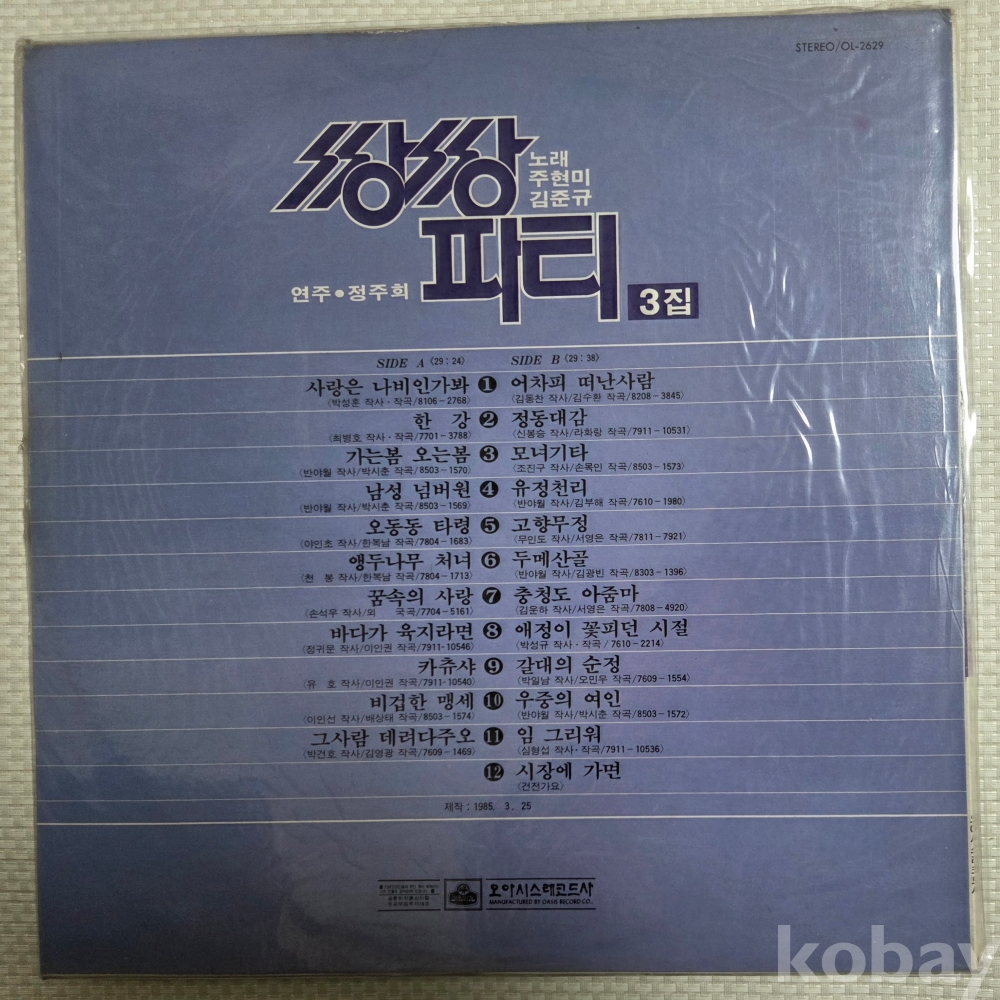 STEREO/OL-2629
쌍쌍
노래
주현미
김준규
파티
연주•정주희
3집
SIDE A (29:24) SIDE B (29:38)
사랑은 나비인가봐 1 어차피 떠난사람
(박성훈 작사·작곡/8106-2768) (김동찬 작사/김수환 작곡/8208-3845)
한 강 2 정동대감
(최병호 작사·작곡/7701-3788) (신봉승 작사/라화랑 작곡/7911-10531)
가는봄 오는봄 3 모녀기타
(반야월 작사/박시춘 작곡/8503-1570) (조진구 작사/손목인 작곡/8503-1573)
남성 넘버원 4 유정천리
(반야월 작사/박시춘 작곡/8503-1569) (반야월 작사/김부해 작곡/7610-1980)
오동동 타령 5 고향무정
(야인초 작사/한복남 작곡/7804-1683) (무인도 작사/서영은 작곡/7811-7921)
앵두나무 처녀 6 두메산골
(천 봉 작사/한복남 작곡/7804-1713) (반야월 작사/김광빈 작곡/8303-1396)
꿈속의 사랑 7 충청도 아줌마
(손석우 작사/외 국곡/7704-5161) (김운하 작사/서영은 작곡/7808-4920)
바다가 육지라면 8 애정이 꽃피던 시절
(정귀문 작사/이인권 작곡/7911-10546) (박성규 작사·작곡/7610-2214)
카츄샤 9 갈대의 순정
(유 호 작사/이인권 작곡/7911-10540) (박일남 작사/오민우 작곡/7609-1554)
비겁한 맹세 10 우중의 여인
(이인선 작사/배상태 작곡/8503-1574) (반야월 작사/박시춘 작곡/8503-1572)
그사람 데려다주오 11 임 그리워
(박건호 작사/김영광 작곡/7609-1469) (심형섭 작사·작곡/7911-10536)
12 시장에 가면
(건전가요)
제작 : 1985. 3. 25
오아시스레코드사
MANUFACTURED BY OASIS RECORD CO.,
kobay